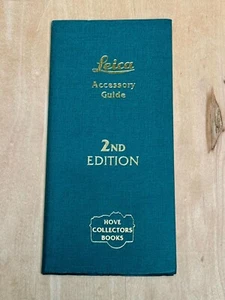 Leica
Accessory
Guide
2ND
EDITION
HOVE
COLLECTORS
BOOKS